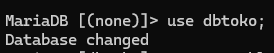 MariaDB [(none)]> use dbtoko;
Database changed